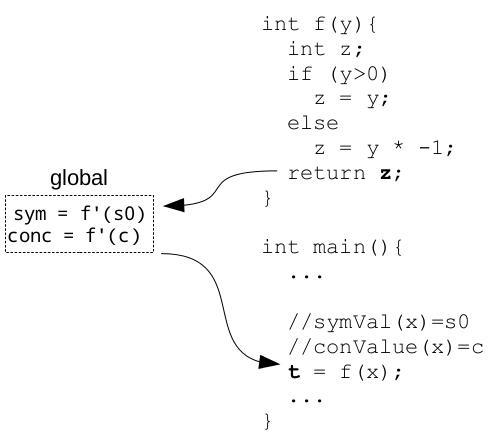 int f(y){
int z;
if (y>0)
z = y;
else
z = y * -1;
return z;
}
global
sym = f'(s0)
conc = f'(c)
int main(){
...
//symVal(x)=s0
//conValue(x)=c
t = f(x);
...
}